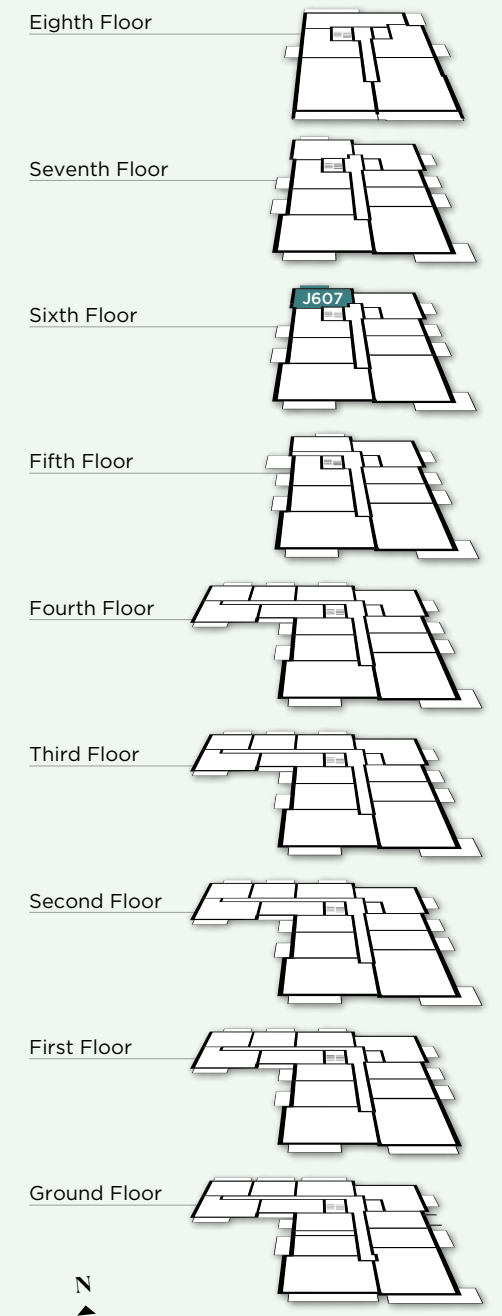 Eighth Floor
Seventh Floor
J607
Sixth Floor
Fifth Floor
Fourth Floor
Third Floor
Second Floor
First Floor
Ground Floor
N